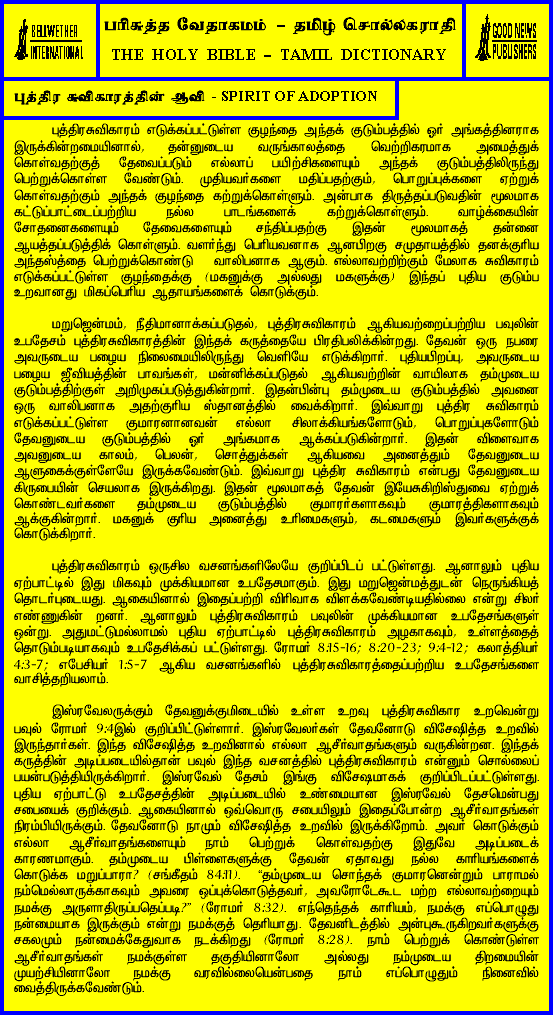 BELLWETHER
INTERNATIONAL
பரிசுத்த வேதாகமம் – தமிழ் சொல்லகராதி
THE HOLY BIBLE – TAMIL DICTIONARY
GOOD NEWS
PUBLISHERS
புத்திர சுவிகாரத்தின் ஆவி - SPIRIT OF ADOPTION
புத்திரசுவிகாரம் எடுக்கப்பட்டுள்ள குழந்தை அந்தக் குடும்பத்தில் ஓர் அங்கத்தினராக
இருக்கின்றமையினால், தன்னுடைய வருங்காலத்தை வெற்றிகரமாக அமைத்துக்
கொள்வதற்குத் தேவைப்படும் எல்லாப் பயிற்சிகளையும் அந்தக் குடும்பத்திலிருந்து
பெற்றுக்கொள்ள வேண்டும். முதியவர்களை மதிப்பதற்கும், பொறுப்புக்களை ஏற்றுக்
கொள்வதற்கும் அந்தக் குழந்தை கற்றுக்கொள்ளும். அன்பாக திருத்தப்படுவதின் மூலமாக
கட்டுப்பாட்டைப்பற்றிய நல்ல பாடங்களைக் கற்றுக்கொள்ளும். வாழ்க்கையின்
சோதனைகளையும் தேவைகளையும் சந்திப்பதற்கு இதன் மூலமாகத் தன்னை
ஆயத்தப்படுத்திக் கொள்ளும். வளர்ந்து பெரியவனாக ஆனபிறகு சமுதாயத்தில் தனக்குரிய
அந்தஸ்த்தை பெற்றுக்கொண்டு வாலிபனாக ஆகும். எல்லாவற்றிற்கும் மேலாக சுவிகாரம்
எடுக்கப்பட்டுள்ள குழந்தைக்கு (மகனுக்கு அல்லது மகளுக்கு) இந்தப் புதிய குடும்ப
உறவானது மிகப்பெரிய ஆதாயங்களைக் கொடுக்கும்.
மறுஜென்மம், நீதிமானாக்கப்படுதல், புத்திரசுவிகாரம் ஆகியவற்றைப்பற்றிய பவுலின்
உபதேசம் புத்திரசுவிகாரத்தின் இந்தக் கருத்தையே பிரதிபலிக்கின்றது. தேவன் ஒரு நபரை
அவருடைய பழைய நிலைமையிலிருந்து வெளியே எடுக்கிறார். புதியபிறப்பு, அவருடைய
பழைய ஜீவியத்தின் பாவங்கள், மன்னிக்கப்படுதல் ஆகியவற்றின் வாயிலாக தம்முடைய
குடும்பத்திற்குள் அறிமுகப்படுத்துகின்றார். இதன்பின்பு தம்முடைய குடும்பத்தில் அவனை
ஒரு வாலிபனாக அதற்குரிய ஸ்தானத்தில் வைக்கிறார். இவ்வாறு புத்திர சுவிகாரம்
எடுக்கப்பட்டுள்ள குமாரனானவன் எல்லா சிலாக்கியங்களோடும், பொறுப்புகளோடும்
தேவனுடைய குடும்பத்தில் ஓர் அங்கமாக ஆக்கப்படுகின்றார். இதன் விளைவாக
அவனுடைய காலம், பெலன், சொத்துக்கள் ஆகியவை அனைத்தும் தேவனுடைய
ஆளுகைக்குள்ளேயே இருக்கவேண்டும். இவ்வாறு புத்திர சுவிகாரம் என்பது தேவனுடைய
கிருபையின் செயலாக இருக்கிறது. இதன் மூலமாகத் தேவன் இயேசுகிறிஸ்துவை ஏற்றுக்
கொண்டவர்களை தம்முடைய குடும்பத்தில் குமாரர்களாகவும் குமாரத்திகளாகவும்
ஆக்குகின்றார். மகனுக் குரிய அனைத்து உரிமைகளும், கடமைகளும் இவர்களுக்குக்
கொடுக்கிறார்.
புத்திரசுவிகாரம் ஒருசில வசனங்களிலேயே குறிப்பிடப் பட்டுள்ளது. ஆனாலும் புதிய
ஏற்பாட்டில் இது மிகவும் முக்கியமான உபதேசமாகும். இது மறுஜென்மத்துடன் நெருங்கியத்
தொடர்புடையது. ஆகையினால் இதைப்பற்றி விரிவாக விளக்கவேண்டியதில்லை என்று சிலர்
எண்ணுகின் றனர். ஆனாலும் புத்திரசுவிகாரம் பவுலின் முக்கியமான உபதேசங்களுள்
ஒன்று. அதுமட்டுமல்லாமல் புதிய ஏற்பாட்டில் புத்திரசுவிகாரம் அழகாகவும், உள்ளத்தைத்
தொடும்படியாகவும் உபதேசிக்கப் பட்டுள்ளது. ரோமர் 8:15-16; 8:20-23; 9:4-12; கலாத்தியர்
4:3-7; எபேசியர் 1:5-7 ஆகிய வசனங்களில் புத்திரசுவிகாரத்தைப்பற்றிய உபதேசங்களை
வாசித்தறியலாம்.
இஸ்ரவேலருக்கும் தேவனுக்குமிடையில் உள்ள உறவு புத்திரசுவிகார உறவென்று
பவுல் ரோமர் 9:4இல் குறிப்பிட்டுள்ளார். இஸ்ரவேலர்கள் தேவனோடு விசேஷித்த உறவில்
இருந்தார்கள். இந்த விசேஷித்த உறவினால் எல்லா ஆசீர்வாதங்களும் வருகின்றன. இந்தக்
கருத்தின் அடிப்படையில்தான் பவுல் இந்த வசனத்தில் புத்திரசுவிகாரம் என்னும் சொல்லைப்
பயன்படுத்தியிருக்கிறார். இஸ்ரவேல் தேசம் இங்கு விசேஷமாகக் குறிப்பிடப்பட்டுள்ளது.
புதிய ஏற்பாட்டு உபதேசத்தின் அடிப்படையில் உண்மையான இஸ்ரவேல் தேசமென்பது
சபையைக் குறிக்கும். ஆகையினால் ஒவ்வொரு சபையிலும் இதைப்போன்ற ஆசீர்வாதங்கள்
நிரம்பியிருக்கும். தேவனோடு நாமும் விசேஷித்த உறவில் இருக்கிறோம். அவர் கொடுக்கும்
எல்லா ஆசீர்வாதங்களையும் நாம் பெற்றுக் கொள்வதற்கு இதுவே அடிப்படைக்
காரணமாகும். தம்முடைய பிள்ளைகளுக்கு தேவன் ஏதாவது நல்ல காரியங்களைக்
கொடுக்க மறுப்பாரா? (சங்கீதம் 84:11). "தம்முடைய சொந்தக் குமாரனென்றும் பாராமல்
நம்மெல்லாருக்காகவும் அவரை ஒப்புக்கொடுத்தவர், அவரோடேகூட மற்ற எல்லாவற்றையும்
நமக்கு அருளாதிருப்பதெப்படி?" (ரோமர் 8:32). எந்தெந்தக் காரியம், நமக்கு எப்பொழுது
நன்மையாக இருக்கும் என்று நமக்குத் தெரியாது. தேவனிடத்தில் அன்புகூருகிறவர்களுக்கு
சகலமும் நன்மைக்கேதுவாக நடக்கிறது (ரோமர் 8:28). நாம் பெற்றுக் கொண்டுள்ள
ஆசீர்வாதங்கள் நமக்குள்ள தகுதியினாலோ அல்லது நம்முடைய திறமையின்
முயற்சியினாலோ நமக்கு வரவில்லையென்பதை நாம் எப்பொழுதும் நினைவில்
வைத்திருக்கவேண்டும்.